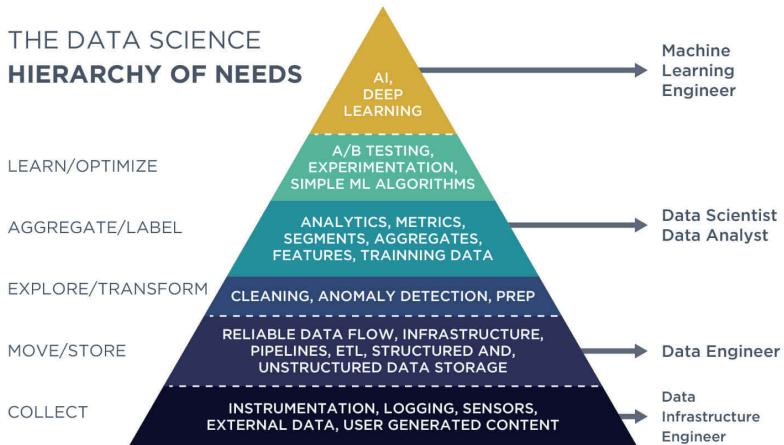 THE DATA SCIENCE
HIERARCHY OF NEEDS
AI,
DEEP
LEARNING
Machine
Learning
Engineer
LEARN/OPTIMIZE
A/B TESTING,
EXPERIMENTATION,
SIMPLE ML ALGORITHMS
AGGREGATE/LABEL
ANALYTICS, METRICS,
SEGMENTS, AGGREGATES,
FEATURES, TRAINNING DATA
Data Scientist
Data Analyst
EXPLORE/TRANSFORM
CLEANING, ANOMALY DETECTION, PREP
MOVE/STORE
RELIABLE DATA FLOW, INFRASTRUCTURE,
PIPELINES, ETL, STRUCTURED AND,
UNSTRUCTURED DATA STORAGE
Data Engineer
COLLECT
INSTRUMENTATION, LOGGING, SENSORS,
EXTERNAL DATA, USER GENERATED CONTENT
Data
Infrastructure
Engineer